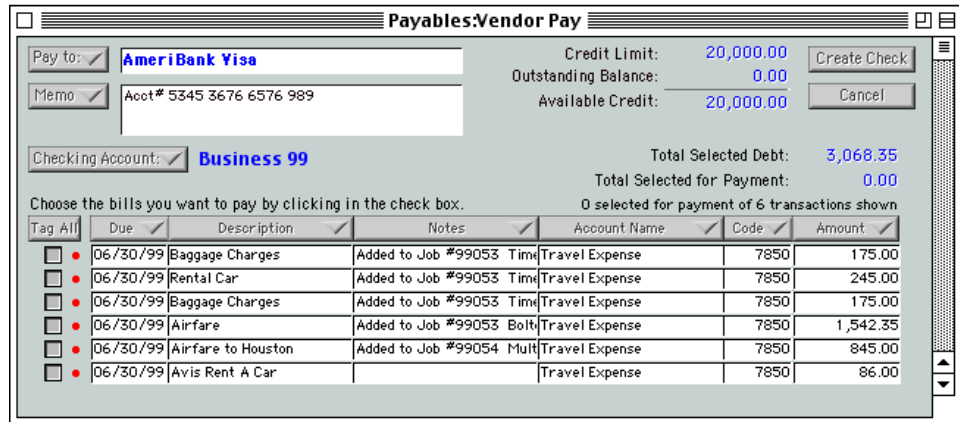 Payables:Vendor Pay
Pay to: AmeriBank Visa Credit Limit: 20,000.00 Create Check
Outstanding Balance: 0.00
Memo Acct# 5345 3676 6576 989 Available Credit: 20,000.00 Cancel
Checking Account: Business 99 Total Selected Debt: 3,068.35
Total Selected for Payment: 0.00
Choose the bills you want to pay by clicking in the check box. 0 selected for payment of 6 transactions shown
Tag All Due Description Notes Account Name Code Amount
06/30/99 Baggage Charges Added to Job #99053 Time Travel Expense 7850 175.00
06/30/99 Rental Car Added to Job #99053 Time Travel Expense 7850 245.00
06/30/99 Baggage Charges Added to Job #99053 Time Travel Expense 7850 175.00
06/30/99 Airfare Added to Job #99053 Bolt Travel Expense 7850 1,542.35
06/30/99 Airfare to Houston Added to Job #99054 Mult Travel Expense 7850 845.00
06/30/99 Avis Rent A Car Travel Expense 7850 86.00